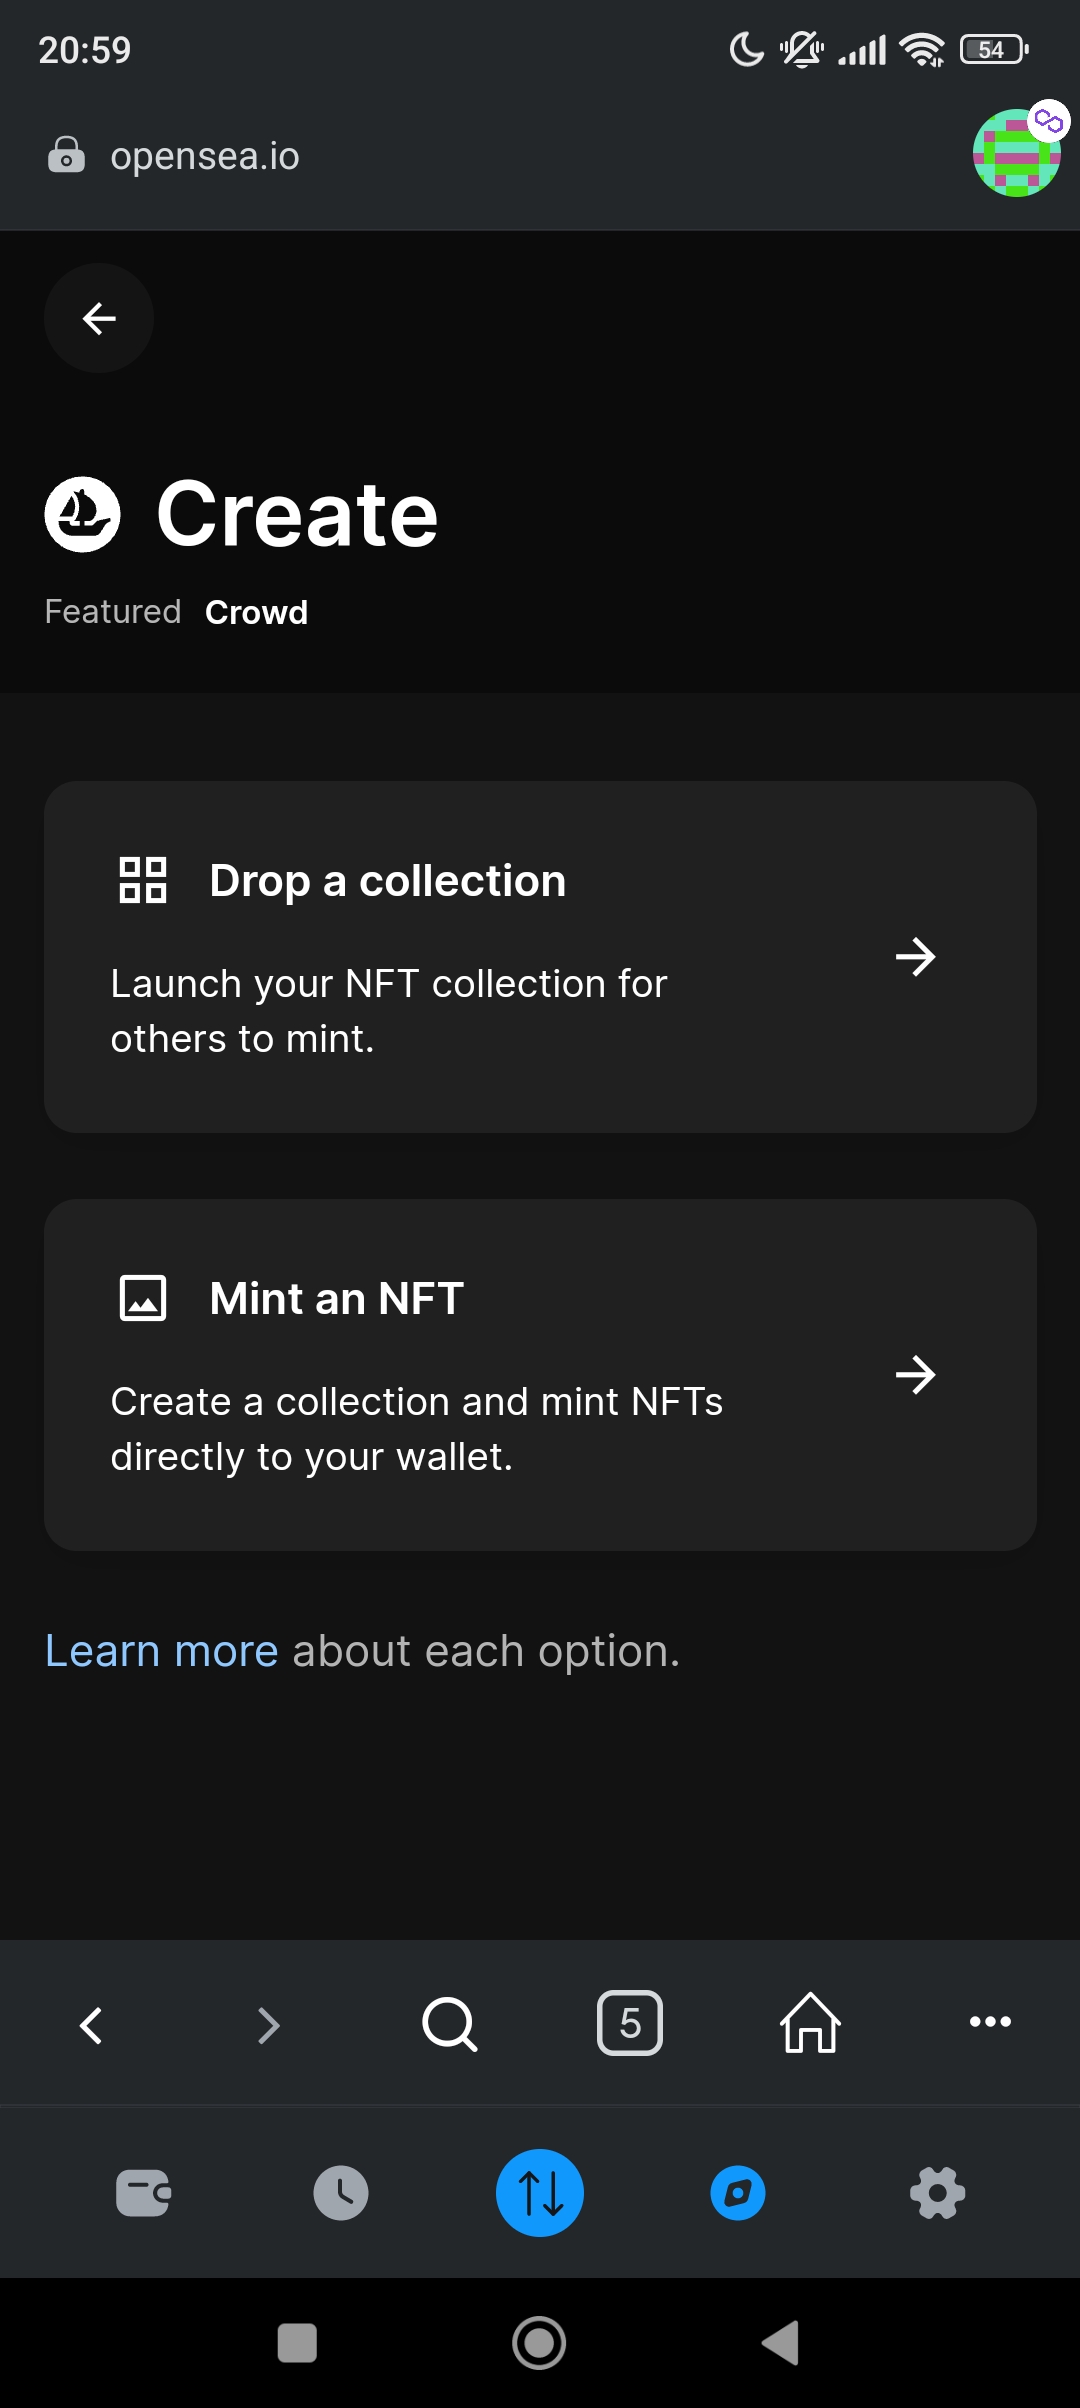 20:59
54
opensea.io
Create
Featured Crowd
Drop a collection
Launch your NFT collection for
others to mint.
Mint an NFT
Create a collection and mint NFTs
directly to your wallet.
Learn more about each option.
5